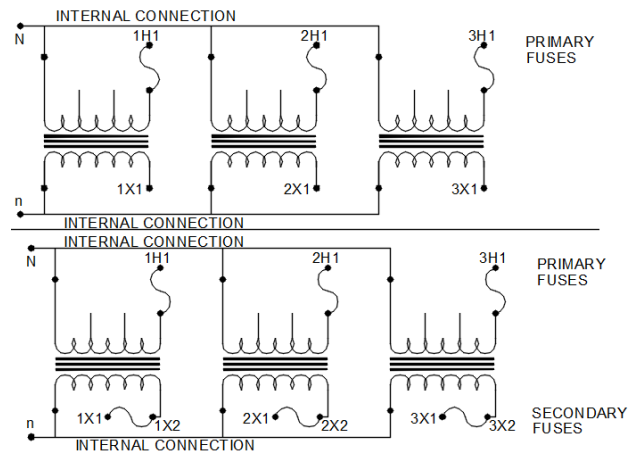 INTERNAL CONNECTION
N 1H1 2H1 3H1 PRIMARY
FUSES
1X1 2X1 3X1
n
INTERNAL CONNECTION
INTERNAL CONNECTION
N 1H1 2H1 3H1 PRIMARY
FUSES
n 1X1 1X2 2X1 2X2 3X1 3X2 SECONDARY
FUSES
INTERNAL CONNECTION